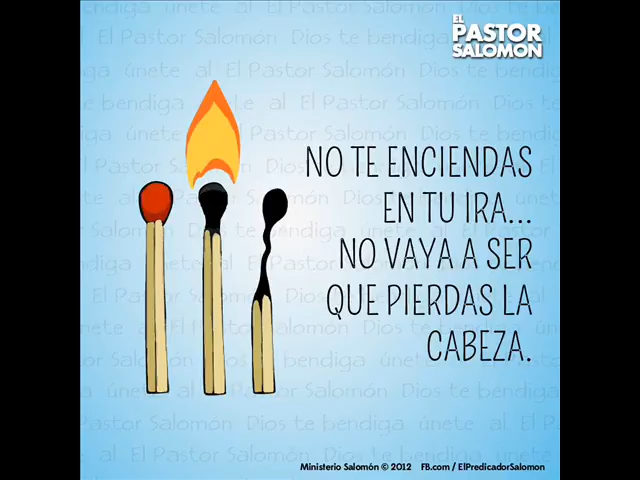 EL
PASTOR
SALOMON
NO TE ENCIENDAS
EN TU IRA...
NO VAYA A SER
QUE PIERDAS LA
CABEZA.
Ministerio Salomón © 2012 FB.com / ElPredicadorSalomon